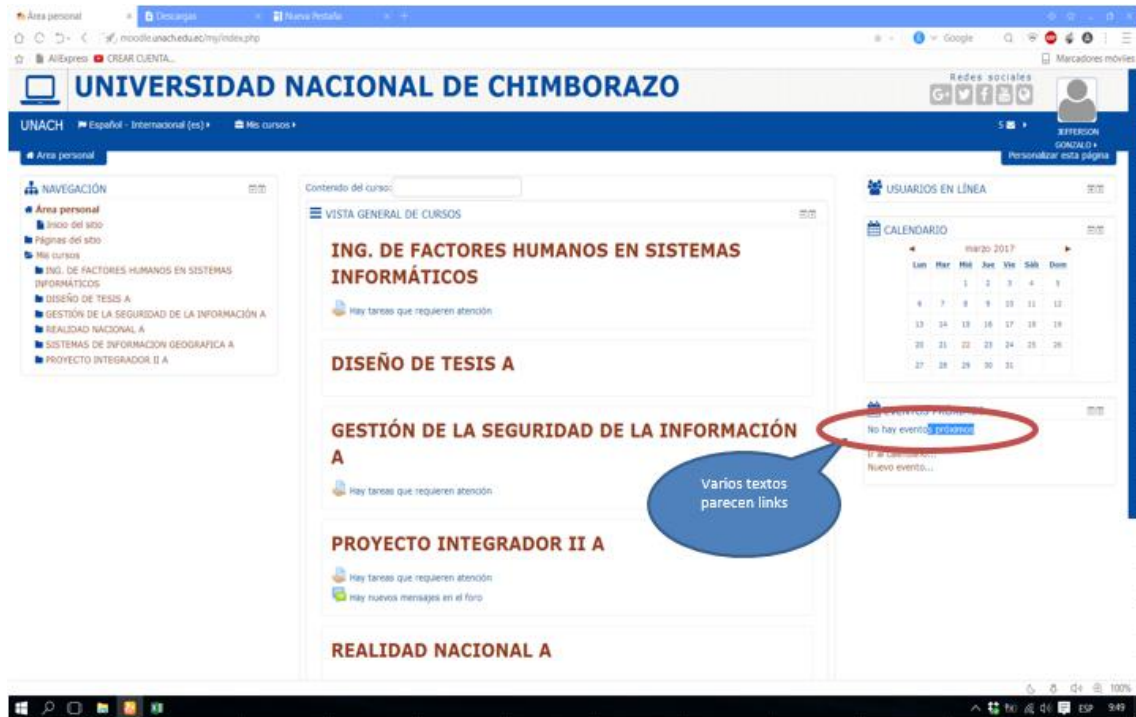 Área personal
Descargas
Nueva Pestaña
moodle.unach.edu.ec/my/index.php
Google
AliExpress
CREAR CUENTA...
Marcadores móviles
UNIVERSIDAD NACIONAL DE CHIMBORAZO
Redes sociales
UNACH
Español - Internacional (es)
Mis cursos
5
JEFFERSON
GONZALO
Area personal
Personalizar esta página
NAVEGACIÓN
Área personal
Inicio del sitio
Páginas del sitio
Mis cursos
ING. DE FACTORES HUMANOS EN SISTEMAS
INFORMÁTICOS
DISEÑO DE TESIS A
GESTIÓN DE LA SEGURIDAD DE LA INFORMACIÓN A
REALIDAD NACIONAL A
SISTEMAS DE INFORMACION GEOGRAFICA A
PROYECTO INTEGRADOR II A
Contenido del curso:
VISTA GENERAL DE CURSOS
ING. DE FACTORES HUMANOS EN SISTEMAS
INFORMÁTICOS
Hay tareas que requieren atención
DISEÑO DE TESIS A
GESTIÓN DE LA SEGURIDAD DE LA INFORMACIÓN
A
Hay tareas que requieren atención
PROYECTO INTEGRADOR II A
Hay tareas que requieren atención
Hay nuevos mensajes en el foro
REALIDAD NACIONAL A
USUARIOS EN LÍNEA
CALENDARIO
marzo 2017
Lun Mar Mié Jue Vie Sáb Dom
1 2 3 4 5
6 7 8 9 10 11 12
13 14 15 16 17 18 19
20 21 22 23 24 25 26
27 28 29 30 31
EVENTOS
No hay eventos próximos
Ir al calendario...
Nuevo evento...
Varios textos
parecen links
100%
ESP 9:49